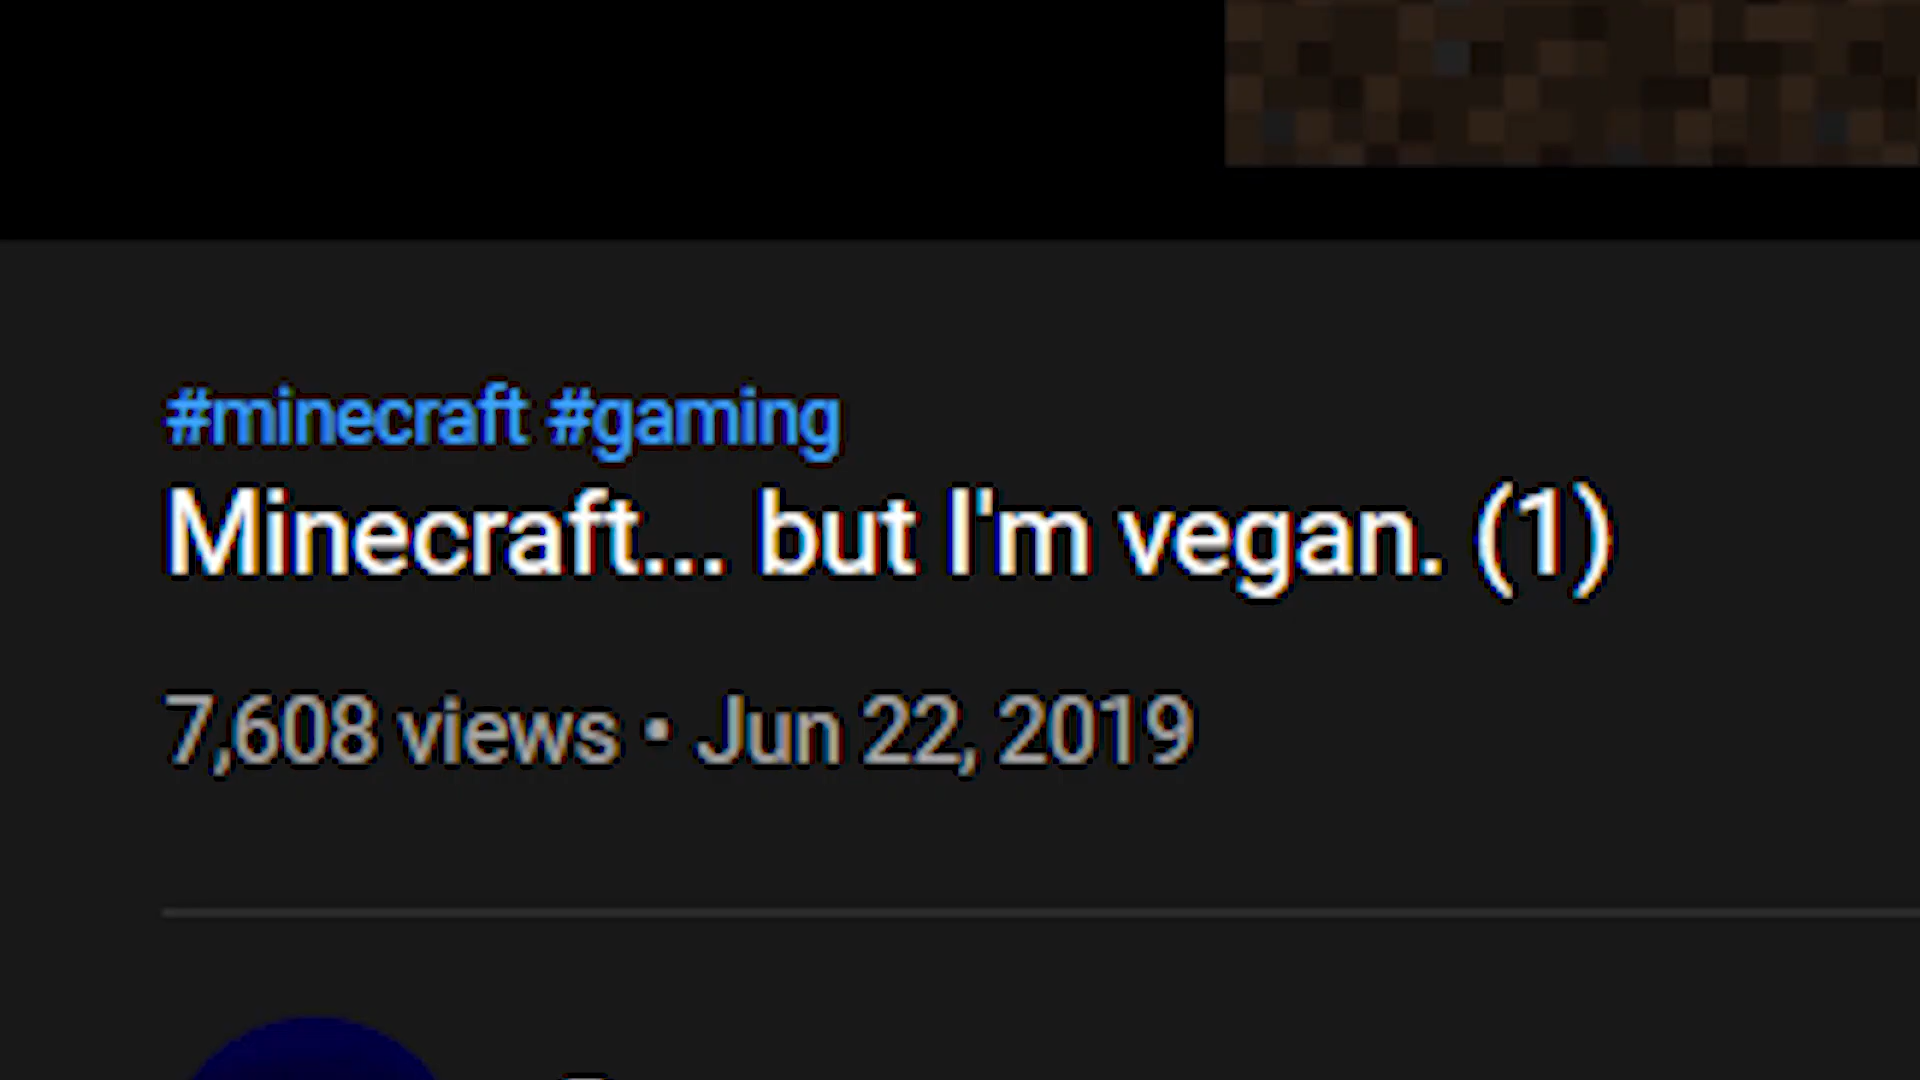 #minecraft #gaming
Minecraft... but I'm vegan. (1)
7,608 views • Jun 22, 2019